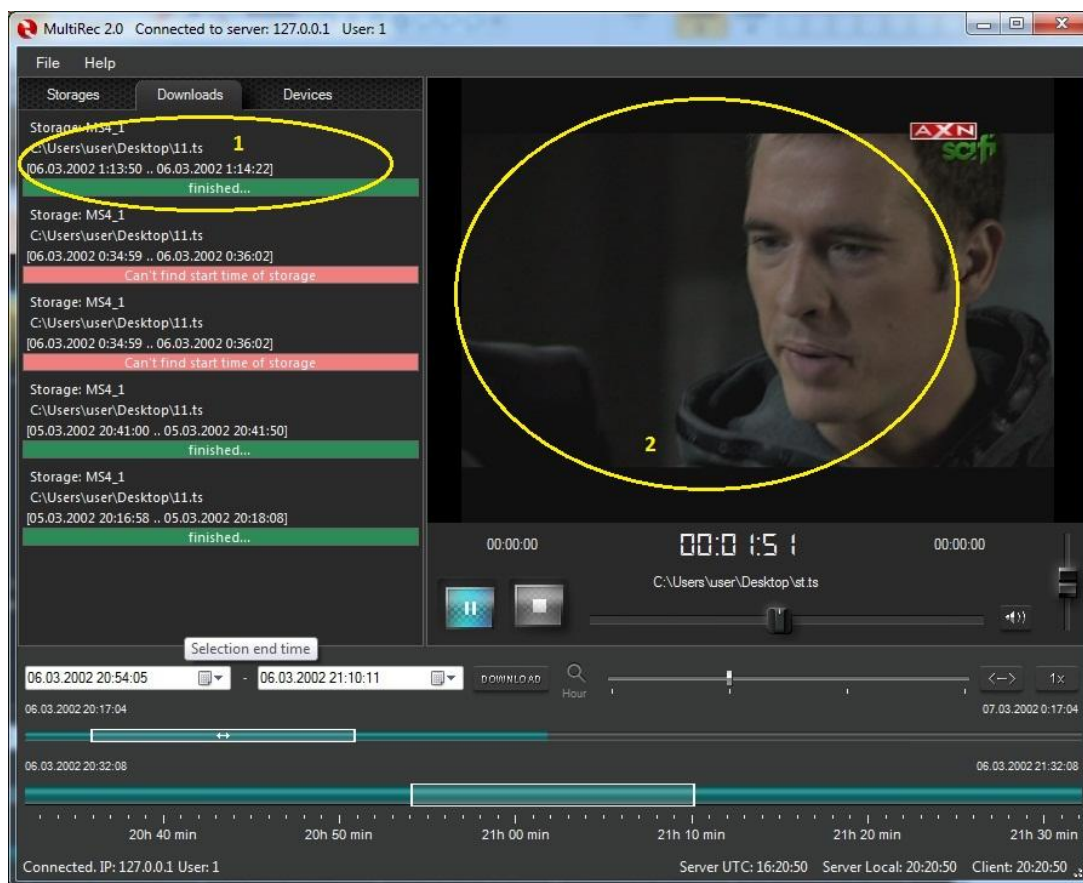 MultiRec 2.0 Connected to server: 127.0.0.1 User: 1
File Help
Storages Downloads Devices
Storage: MS4_1
C:\Users\user\Desktop\11.ts
1
[06.03.2002 1:13:50 .. 06.03.2002 1:14:22]
finished...
Storage: MS4_1
C:\Users\user\Desktop\11.ts
[06.03.2002 0:34:59 .. 06.03.2002 0:36:02]
Can't find start time of storage
Storage: MS4_1
C:\Users\user\Desktop\11.ts
[06.03.2002 0:34:59 .. 06.03.2002 0:36:02]
Can't find start time of storage
Storage: MS4_1
C:\Users\user\Desktop\11.ts
[05.03.2002 20:41:00 .. 05.03.2002 20:41:50]
finished...
Storage: MS4_1
C:\Users\user\Desktop\11.ts
[05.03.2002 20:16:58 .. 05.03.2002 20:18:08]
finished...
AXN
scifi
2
00:00:00 00:01:51 00:00:00
C:\Users\user\Desktop\st.ts
Selection end time
06.03.2002 20:54:05 - 06.03.2002 21:10:11 DOWNLOAD Hour <--> 1x
06.03.2002 20:17:04 07.03.2002 0:17:04
06.03.2002 20:32:08 06.03.2002 21:32:08
20h 40 min 20h 50 min 21h 00 min 21h 10 min 21h 20 min 21h 30 min
Connected. IP: 127.0.0.1 User: 1 Server UTC: 16:20:50 Server Local: 20:20:50 Client: 20:20:50